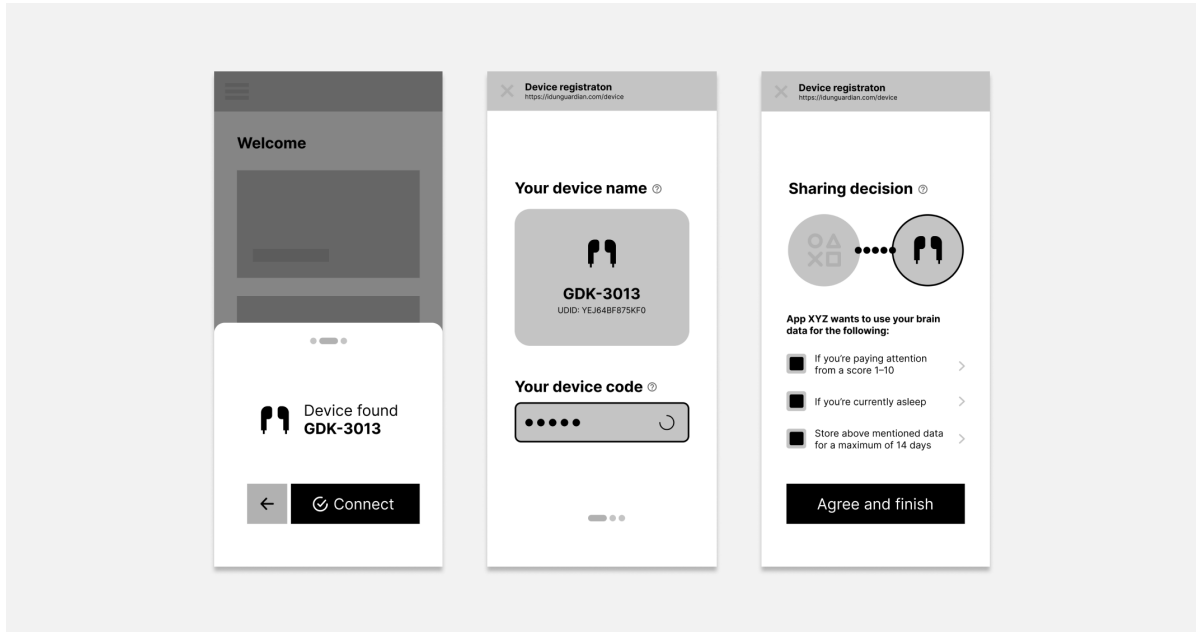 Welcome
Device found
GDK-3013
Connect
Device registraton
https://idunguardian.com/device
Your device name
GDK-3013
UDID: YEJ64BF875KF0
Your device code
Device registraton
https://idunguardian.com/device
Sharing decision
App XYZ wants to use your brain
data for the following:
If you're paying attention
from a score 1–10
If you're currently asleep
Store above mentioned data
for a maximum of 14 days
Agree and finish